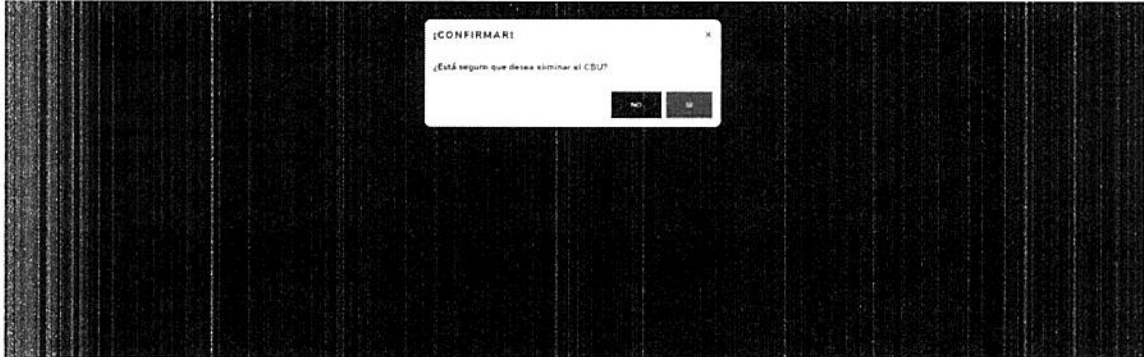 ¡CONFIRMAR!
×
¿Está seguro que desea eliminar el CBU?
NO
SI